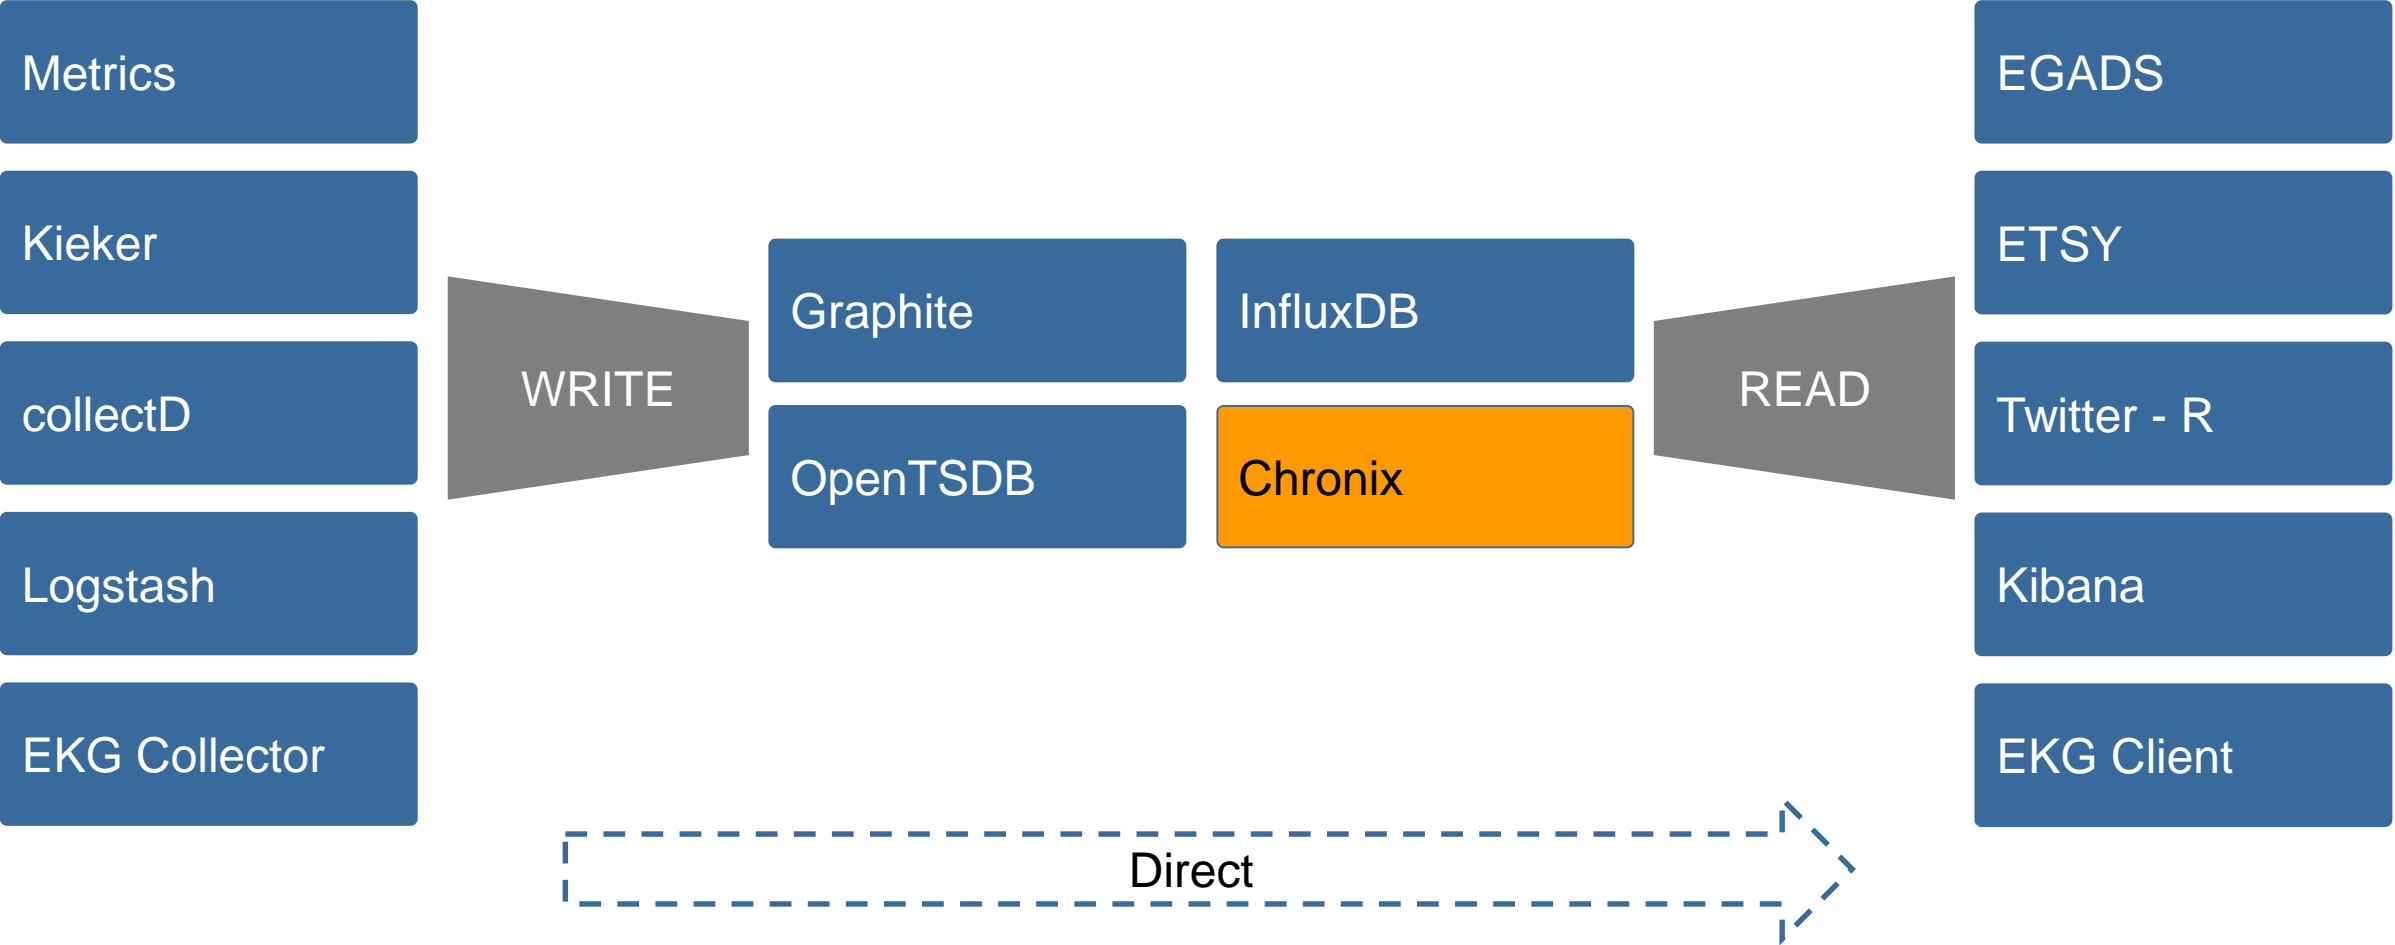 Metrics
Kieker
collectD
Logstash
EKG Collector
WRITE
Graphite
InfluxDB
OpenTSDB
Chronix
READ
EGADS
ETSY
Twitter - R
Kibana
EKG Client
Direct